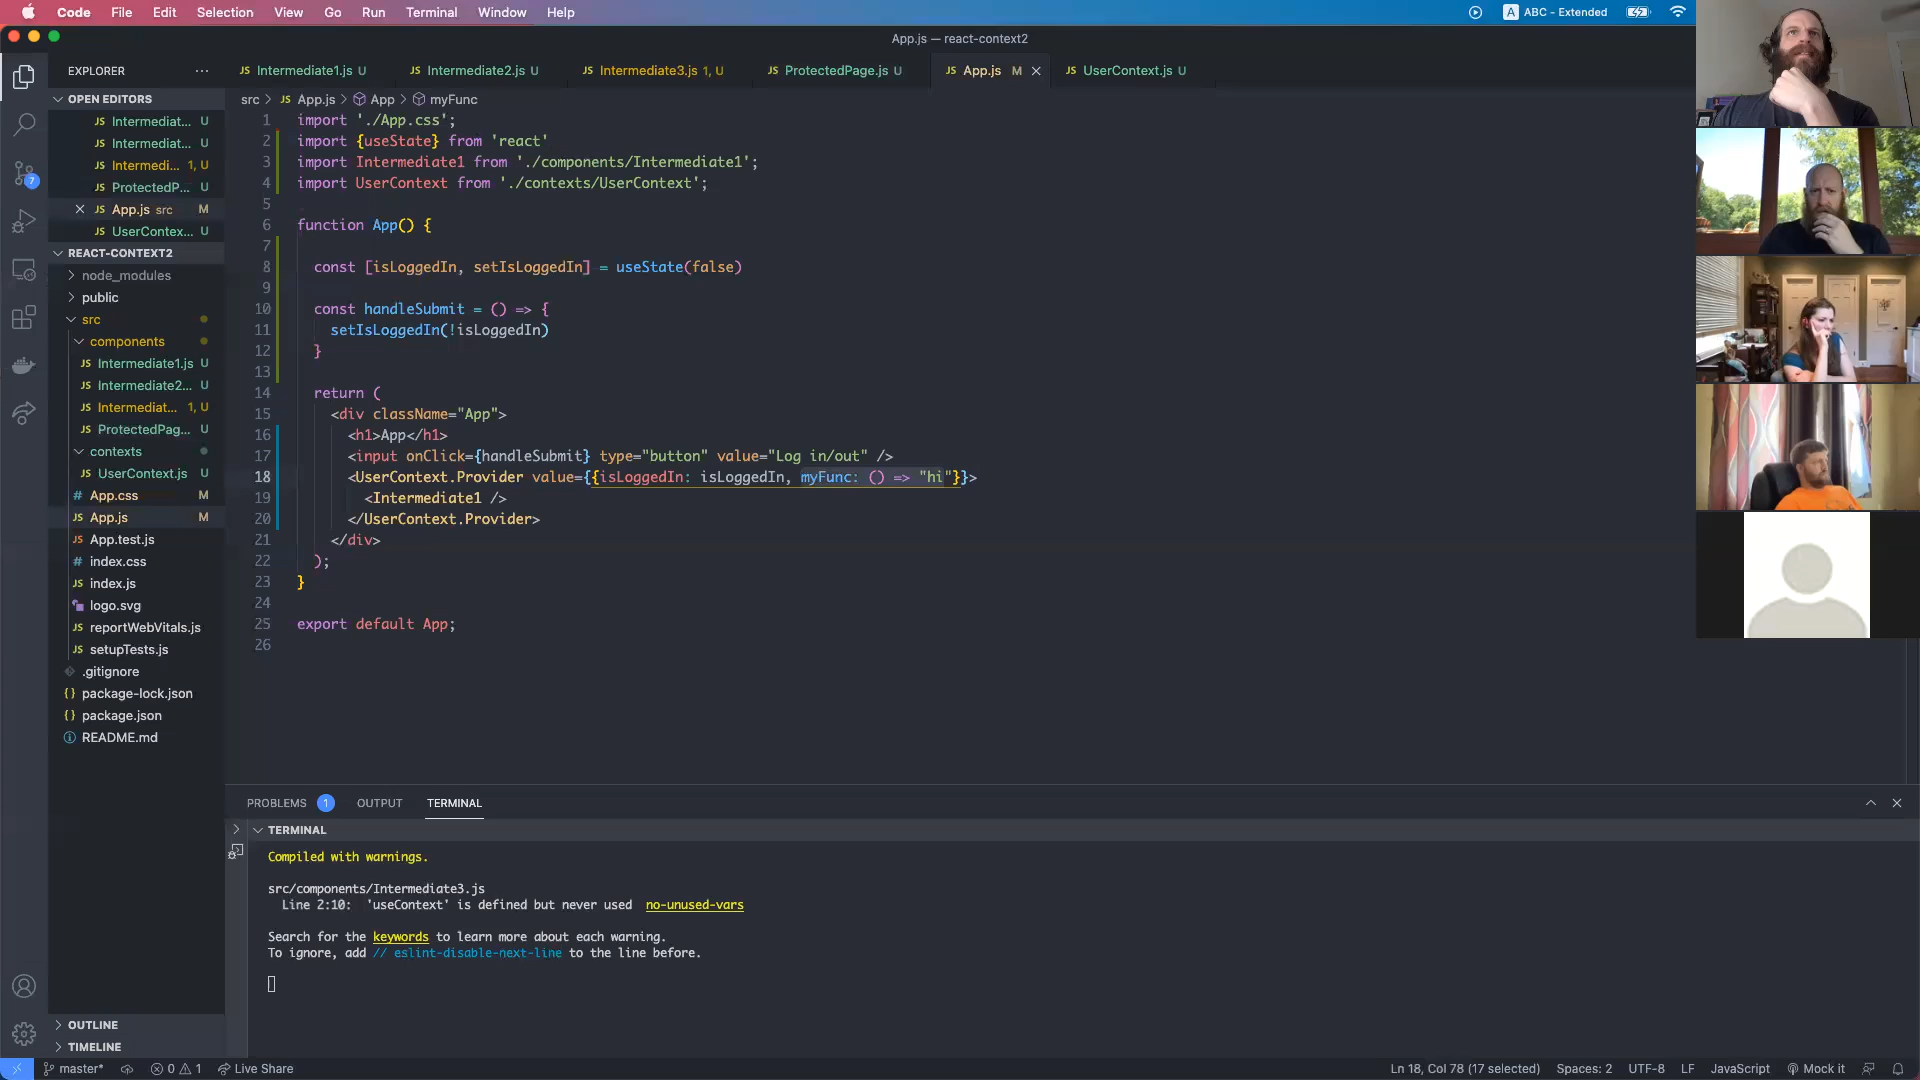 Code File Edit Selection View Go Run Terminal Window Help
A ABC - Extended
App.js — react-context2
EXPLORER
JS Intermediate1.js U
JS Intermediate2.js U
JS Intermediate3.js 1, U
JS ProtectedPage.js U
JS App.js M
JS UserContext.js U
OPEN EDITORS
JS Intermediat... U
JS Intermediat... U
JS Intermedi... 1, U
JS ProtectedP... U
JS App.js src M
JS UserContex... U
REACT-CONTEXT2
node_modules
public
src
components
JS Intermediate1.js U
JS Intermediate2... U
JS Intermediat... 1, U
JS ProtectedPag... U
contexts
JS UserContext.js U
# App.css M
JS App.js M
JS App.test.js
# index.css
JS index.js
logo.svg
JS reportWebVitals.js
JS setupTests.js
.gitignore
{} package-lock.json
{} package.json
README.md
OUTLINE
TIMELINE
7
src > JS App.js > App > myFunc
1 import './App.css';
2 import {useState} from 'react'
3 import Intermediate1 from './components/Intermediate1';
4 import UserContext from './contexts/UserContext';
5
6 function App() {
7
8 const [isLoggedIn, setIsLoggedIn] = useState(false)
9
10 const handleSubmit = () => {
11 setIsLoggedIn(!isLoggedIn)
12 }
13
14 return (
15 <div className="App">
16 <h1>App</h1>
17 <input onClick={handleSubmit} type="button" value="Log in/out" />
18 <UserContext.Provider value={{isLoggedIn: isLoggedIn, myFunc: () => "hi"}}>
19 <Intermediate1 />
20 </UserContext.Provider>
21 </div>
22 );
23 }
24
25 export default App;
26
PROBLEMS 1 OUTPUT TERMINAL
TERMINAL
Compiled with warnings.
src/components/Intermediate3.js
Line 2:10: 'useContext' is defined but never used no-unused-vars
Search for the keywords to learn more about each warning.
To ignore, add // eslint-disable-next-line to the line before.
master* 0 1 Live Share
Ln 18, Col 78 (17 selected) Spaces: 2 UTF-8 LF JavaScript Mock it